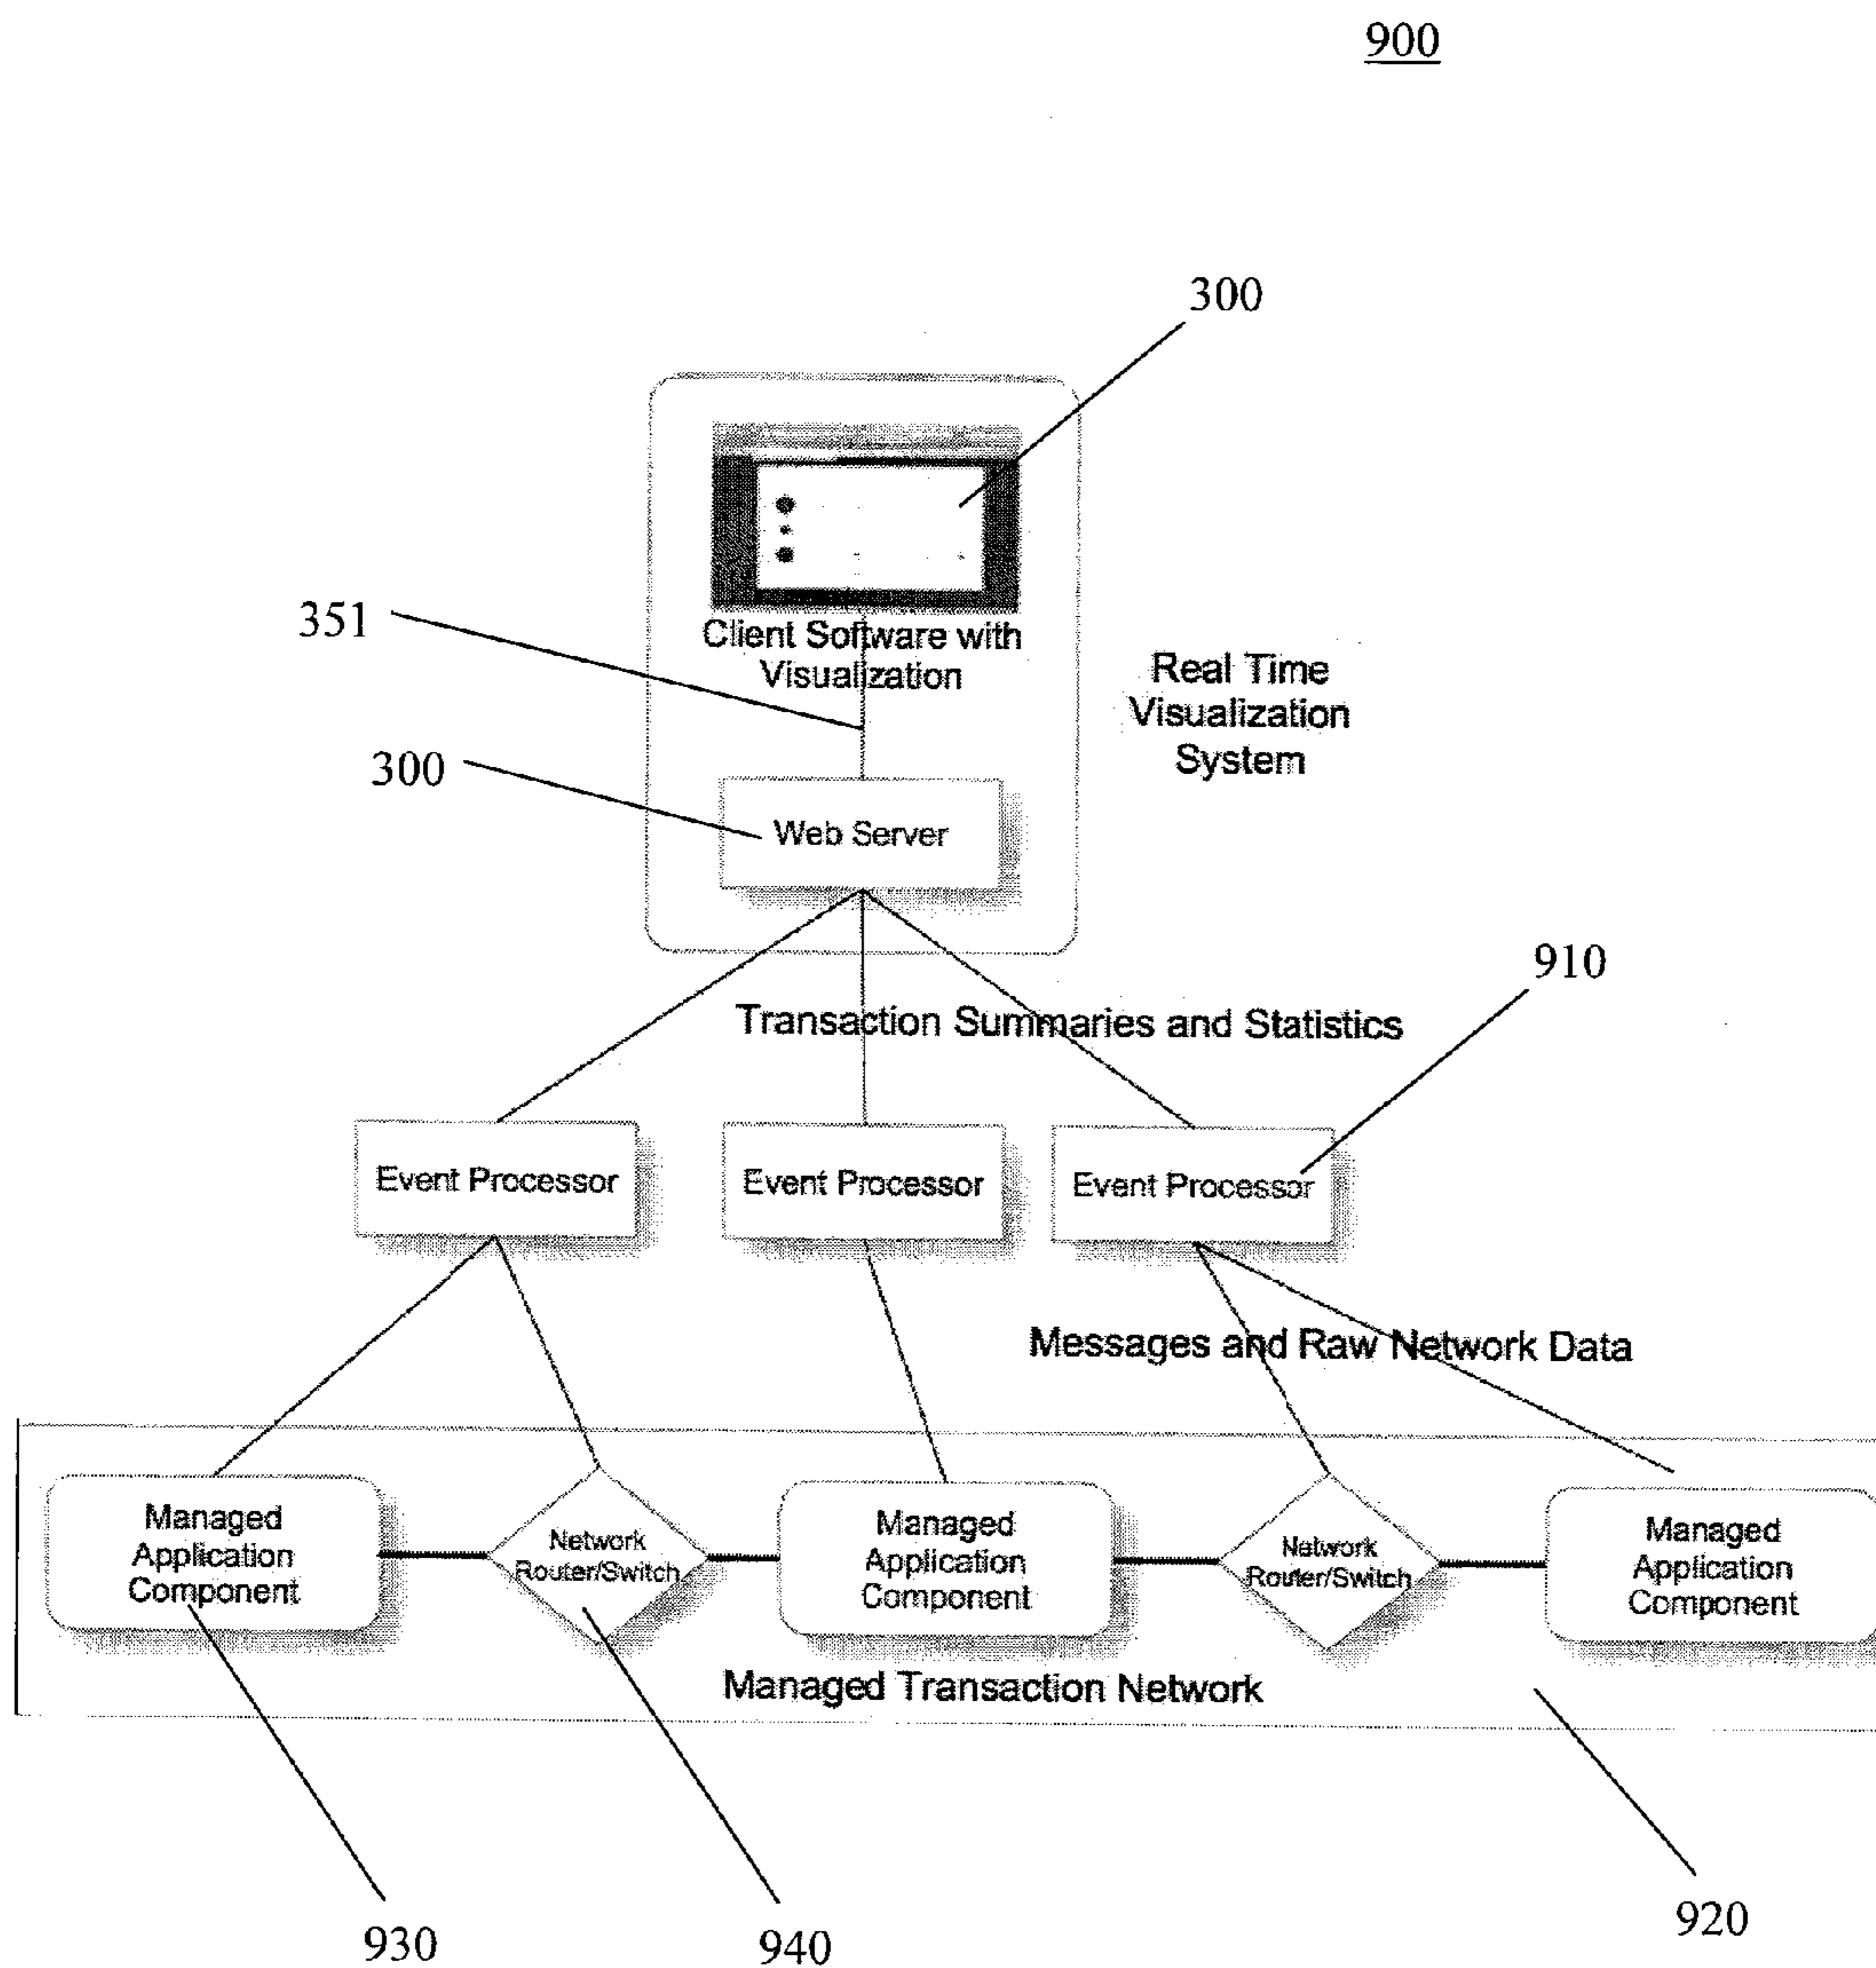 900
300
351
Client Software with
Visualization
Real Time
Visualization
System
300
Web Server
910
Transaction Summaries and Statistics
Event Processor
Event Processor
Event Processor
Messages and Raw Network Data
Managed
Application
Component
Network
Router/Switch
Managed
Application
Component
Network
Router/Switch
Managed
Application
Component
Managed Transaction Network
930
940
920